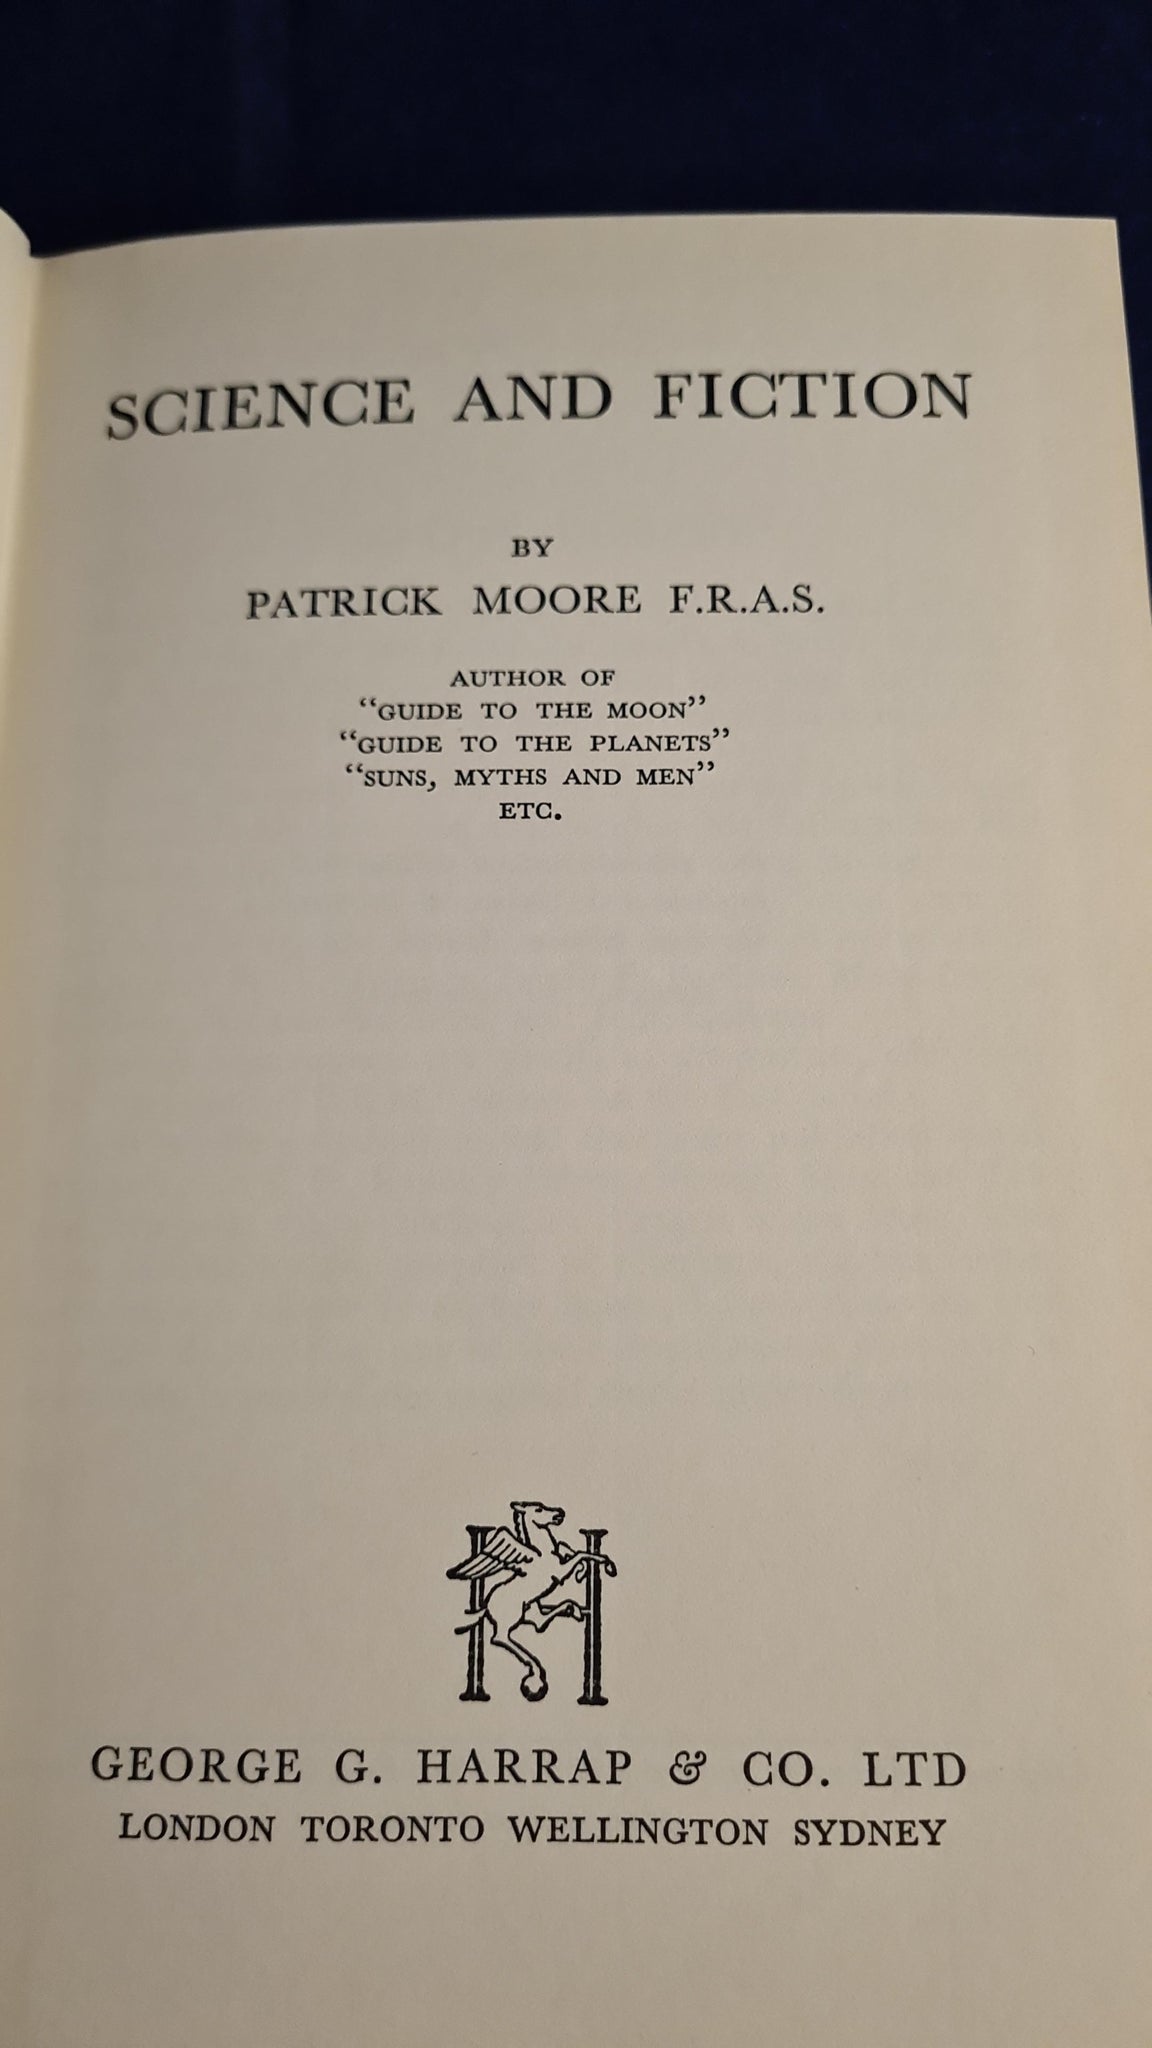 SCIENCE AND FICTION
BY
PATRICK MOORE F.R.A.S.
AUTHOR OF
“GUIDE TO THE MOON”
“GUIDE TO THE PLANETS”
“SUNS, MYTHS AND MEN”
ETC.
H
GEORGE G. HARRAP & CO. LTD
LONDON TORONTO WELLINGTON SYDNEY